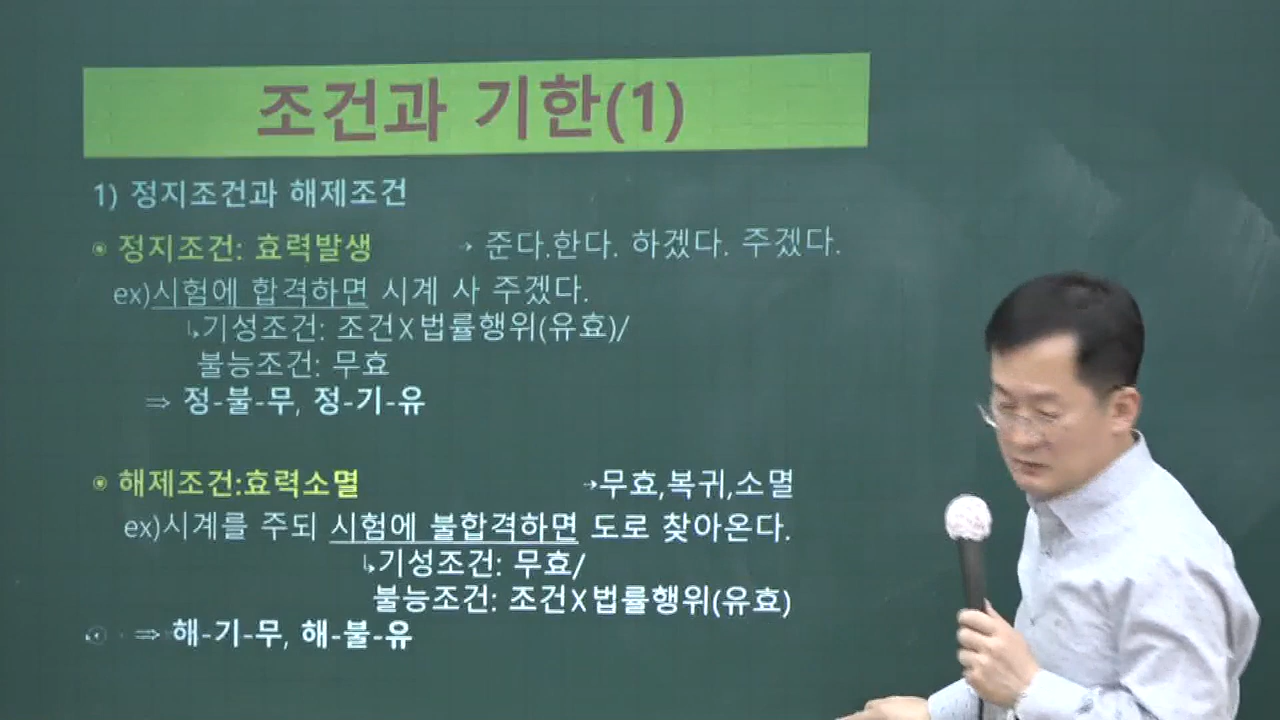 조건과 기한(1)
1) 정지조건과 해제조건
◉ 정지조건: 효력발생 → 준다.한다. 하겠다. 주겠다.
ex)시험에 합격하면 시계 사 주겠다.
↳기성조건: 조건X법률행위(유효)/
불능조건: 무효
⇒ 정-불-무, 정-기-유
◉ 해제조건:효력소멸 →무효,복귀,소멸
ex)시계를 주되 시험에 불합격하면 도로 찾아온다.
↳기성조건: 무효/
불능조건: 조건X법률행위(유효)
⇒ 해-기-무, 해-불-유